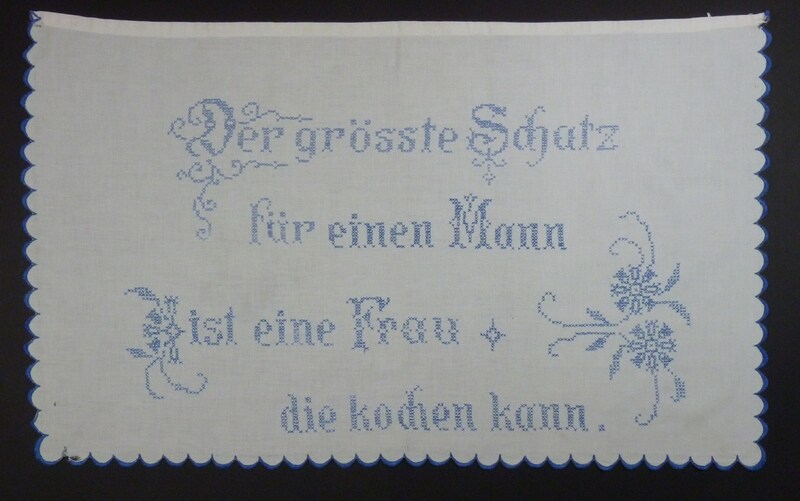 Der grösste Schatz
für einen Mann
ist eine Frau
die kochen kann.